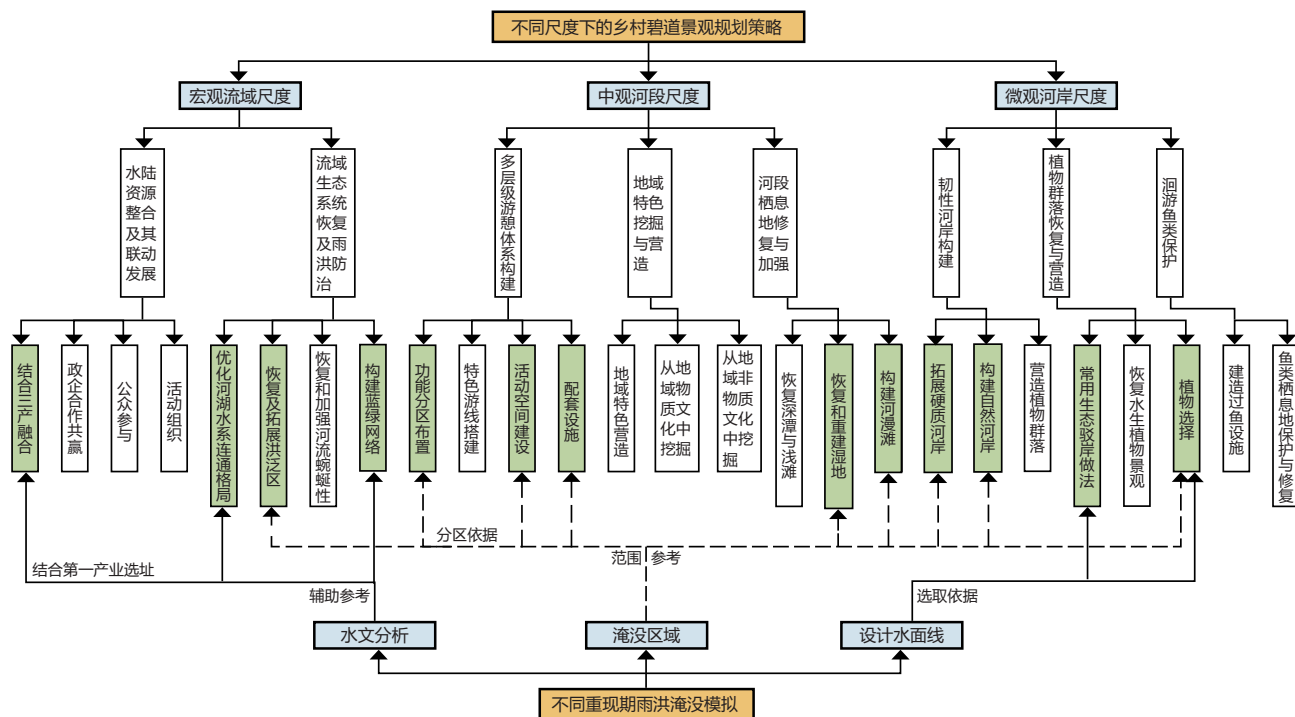 不同尺度下的乡村碧道景观规划策略
宏观流域尺度
中观河段尺度
微观河岸尺度
水陆
资源
整合
及其
联动
发展
流域
生态
系统
恢复
及雨
洪防
治
多层级游憩体系构建
地域
特色
挖掘
与营
造
河段
栖息
地修
复与
加强
韧性河岸构建
植物群落恢复与营造
洄游鱼类保护
结合三产融合
政企合作共赢
公众参与
活动组织
优化河湖水系连通格局
恢复及拓展洪泛区
恢复和加强河流蜿蜒性
构建蓝绿网络
功能分区布置
特色游线搭建
活动空间建设
配套设施
地域特色营造
从地
域物
质文
化中
挖掘
从地
域非
物质
文化
中挖
掘
恢复深潭与浅滩
恢复和重建湿地
构建河漫滩
拓展硬质河岸
构建自然河岸
营造植物群落
常用生态驳岸做法
恢复水生植物景观
植物选择
建造过鱼设施
鱼类栖息地保护与修复
分区依据
范围 参考
结合第一产业选址
辅助参考
选取依据
水文分析
淹没区域
设计水面线
不同重现期雨洪淹没模拟